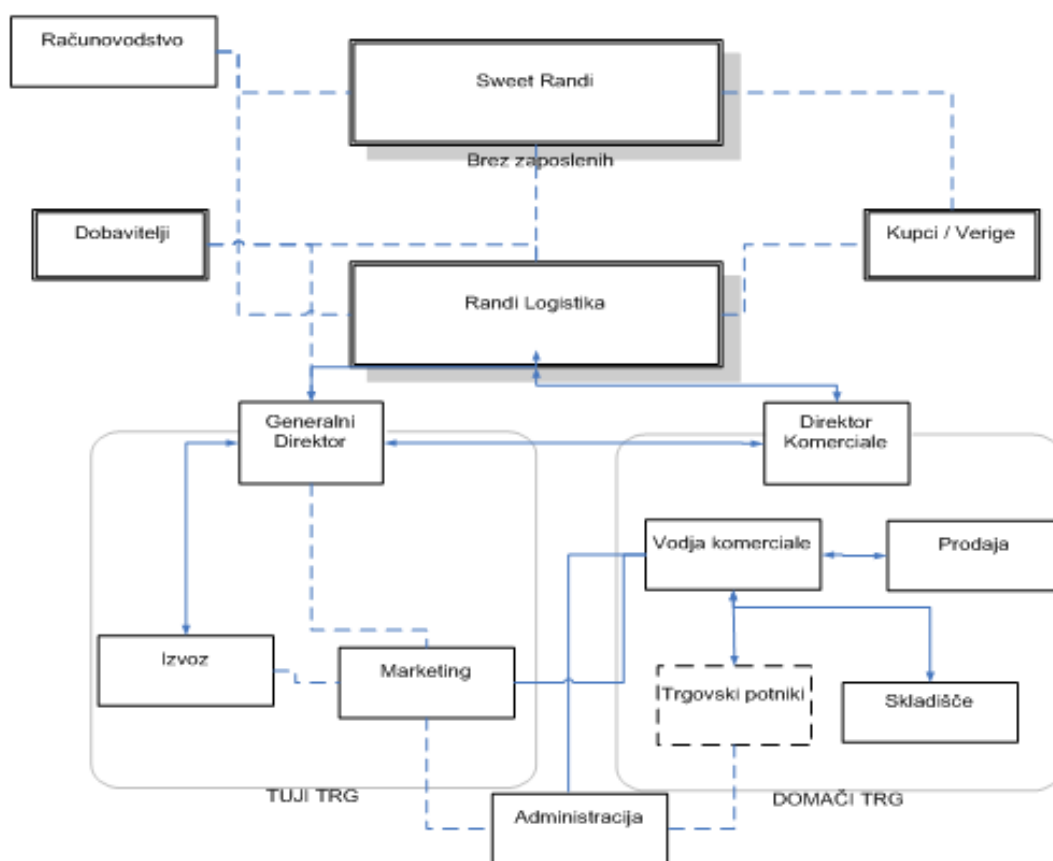 Računovodstvo
Sweet Randi
Brez zaposlenih
Dobavitelji
Kupci / Verige
Randi Logistika
Generalni
Direktor
Direktor
Komerciale
Vodja komerciale
Prodaja
Izvoz
Marketing
Trgovski potniki
Skladišče
TUJI TRG
DOMAČI TRG
Administracija